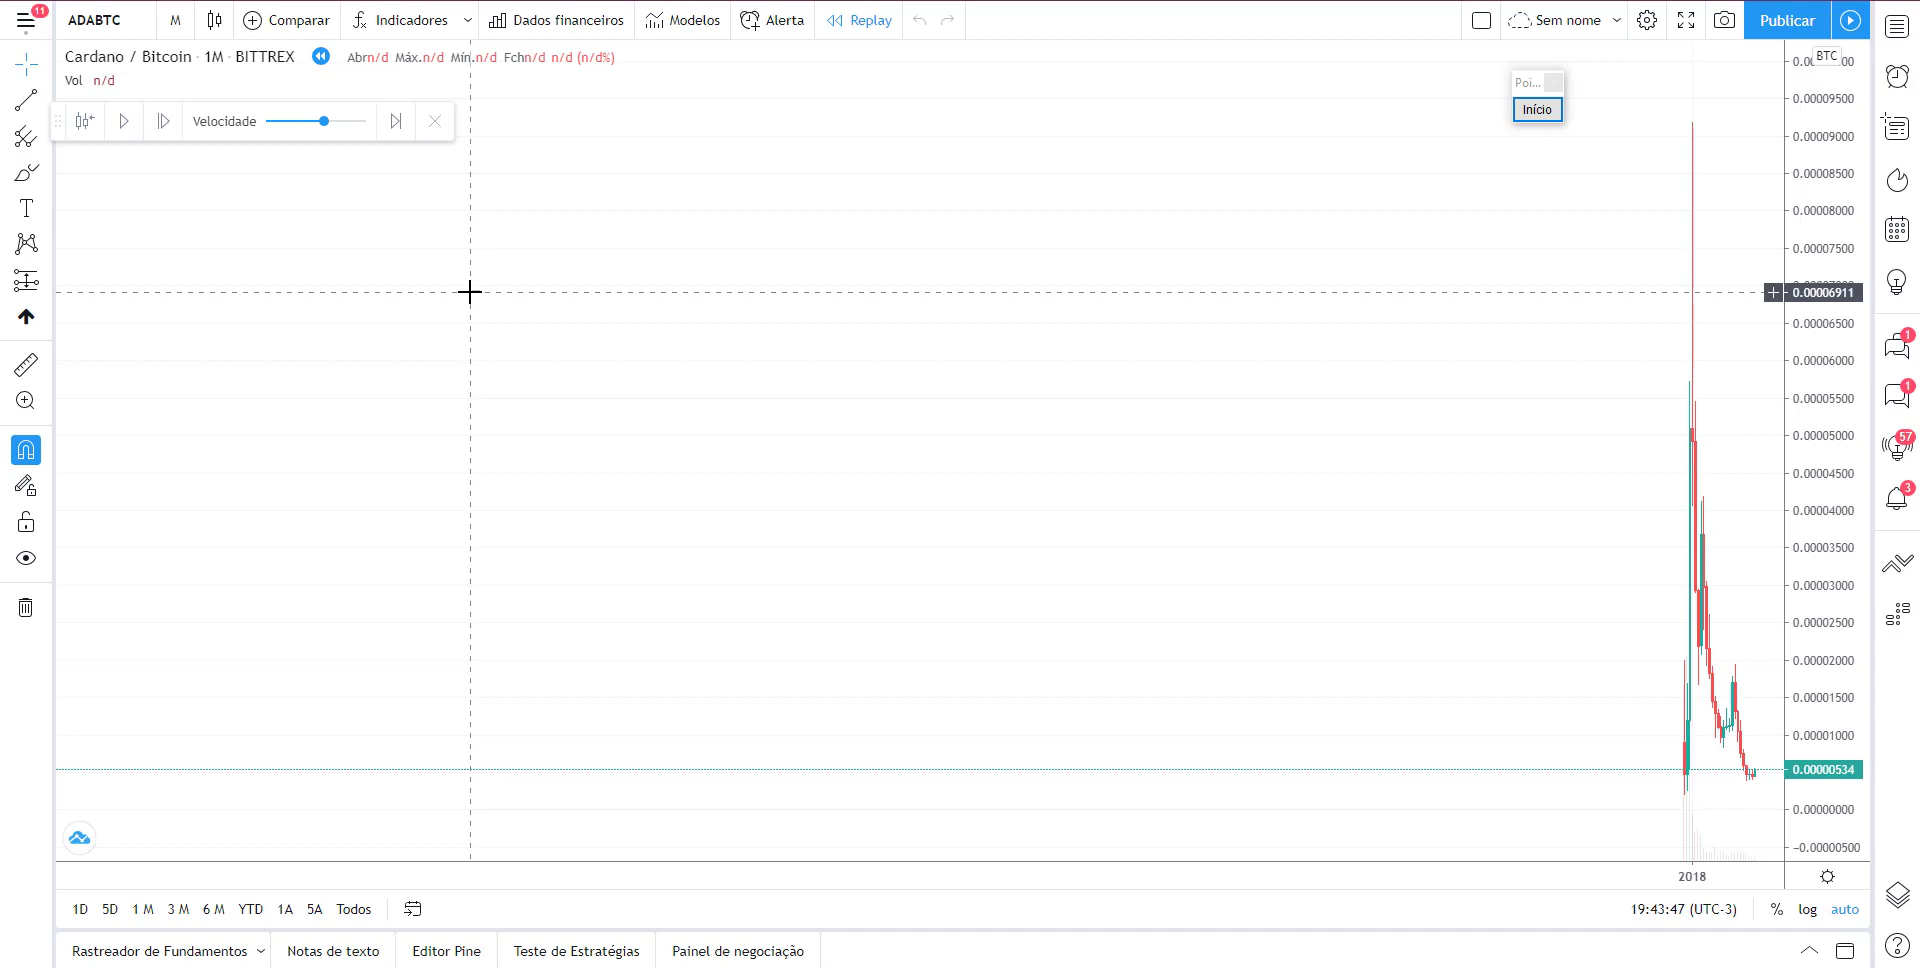 11
ADABTC
M
Comparar
Indicadores
Dados financeiros
Modelos
Alerta
Replay
Sem nome
Publicar
Cardano / Bitcoin · 1M · BITTREX
Abrn/d Máx.n/d Mín.n/d Fchn/d n/d (n/d%)
Vol n/d
Velocidade
Poi...
Início
BTC
0.00009500
0.00009000
0.00008500
0.00008000
0.00007500
0.00006911
0.00006500
0.00006000
0.00005500
0.00005000
0.00004500
0.00004000
0.00003500
0.00003000
0.00002500
0.00002000
0.00001500
0.00001000
0.00000534
0.00000000
−0.00000500
2018
1
1
57
3
1D 5D 1 M 3 M 6 M YTD 1A 5A Todos
19:43:47 (UTC-3)
% log auto
Rastreador de Fundamentos
Notas de texto
Editor Pine
Teste de Estratégias
Painel de negociação